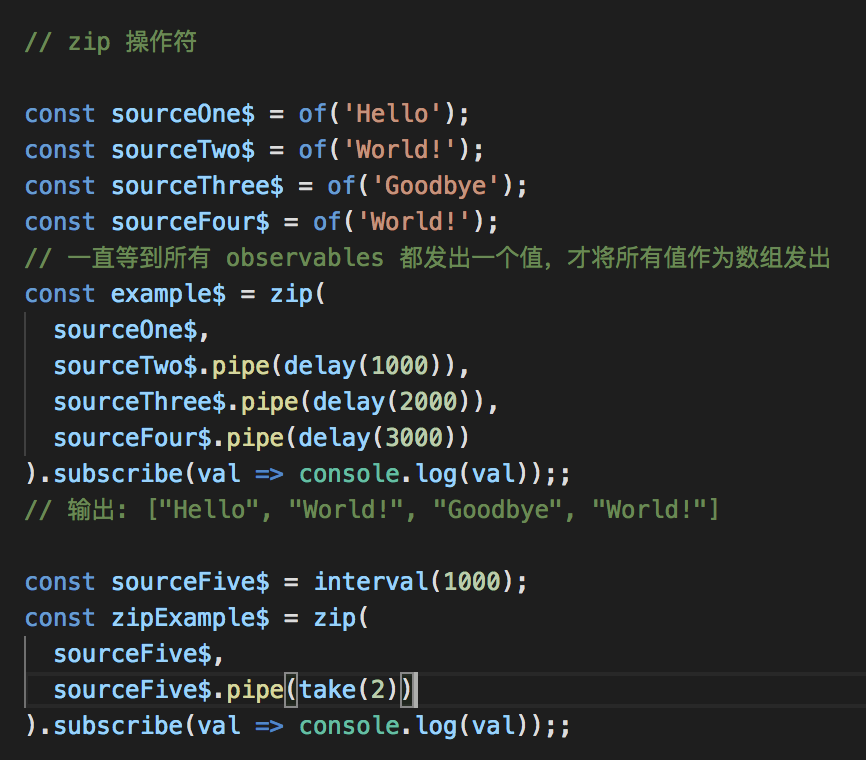 // zip 操作符
const sourceOne$ = of('Hello');
const sourceTwo$ = of('World!');
const sourceThree$ = of('Goodbye');
const sourceFour$ = of('World!');
// 一直等到所有 observables 都发出一个值，才将所有值作为数组发出
const example$ = zip(
  sourceOne$,
  sourceTwo$.pipe(delay(1000)),
  sourceThree$.pipe(delay(2000)),
  sourceFour$.pipe(delay(3000))
).subscribe(val => console.log(val));;
// 输出: ["Hello", "World!", "Goodbye", "World!"]
const sourceFive$ = interval(1000);
const zipExample$ = zip(
  sourceFive$,
  sourceFive$.pipe(take(2))
).subscribe(val => console.log(val));;